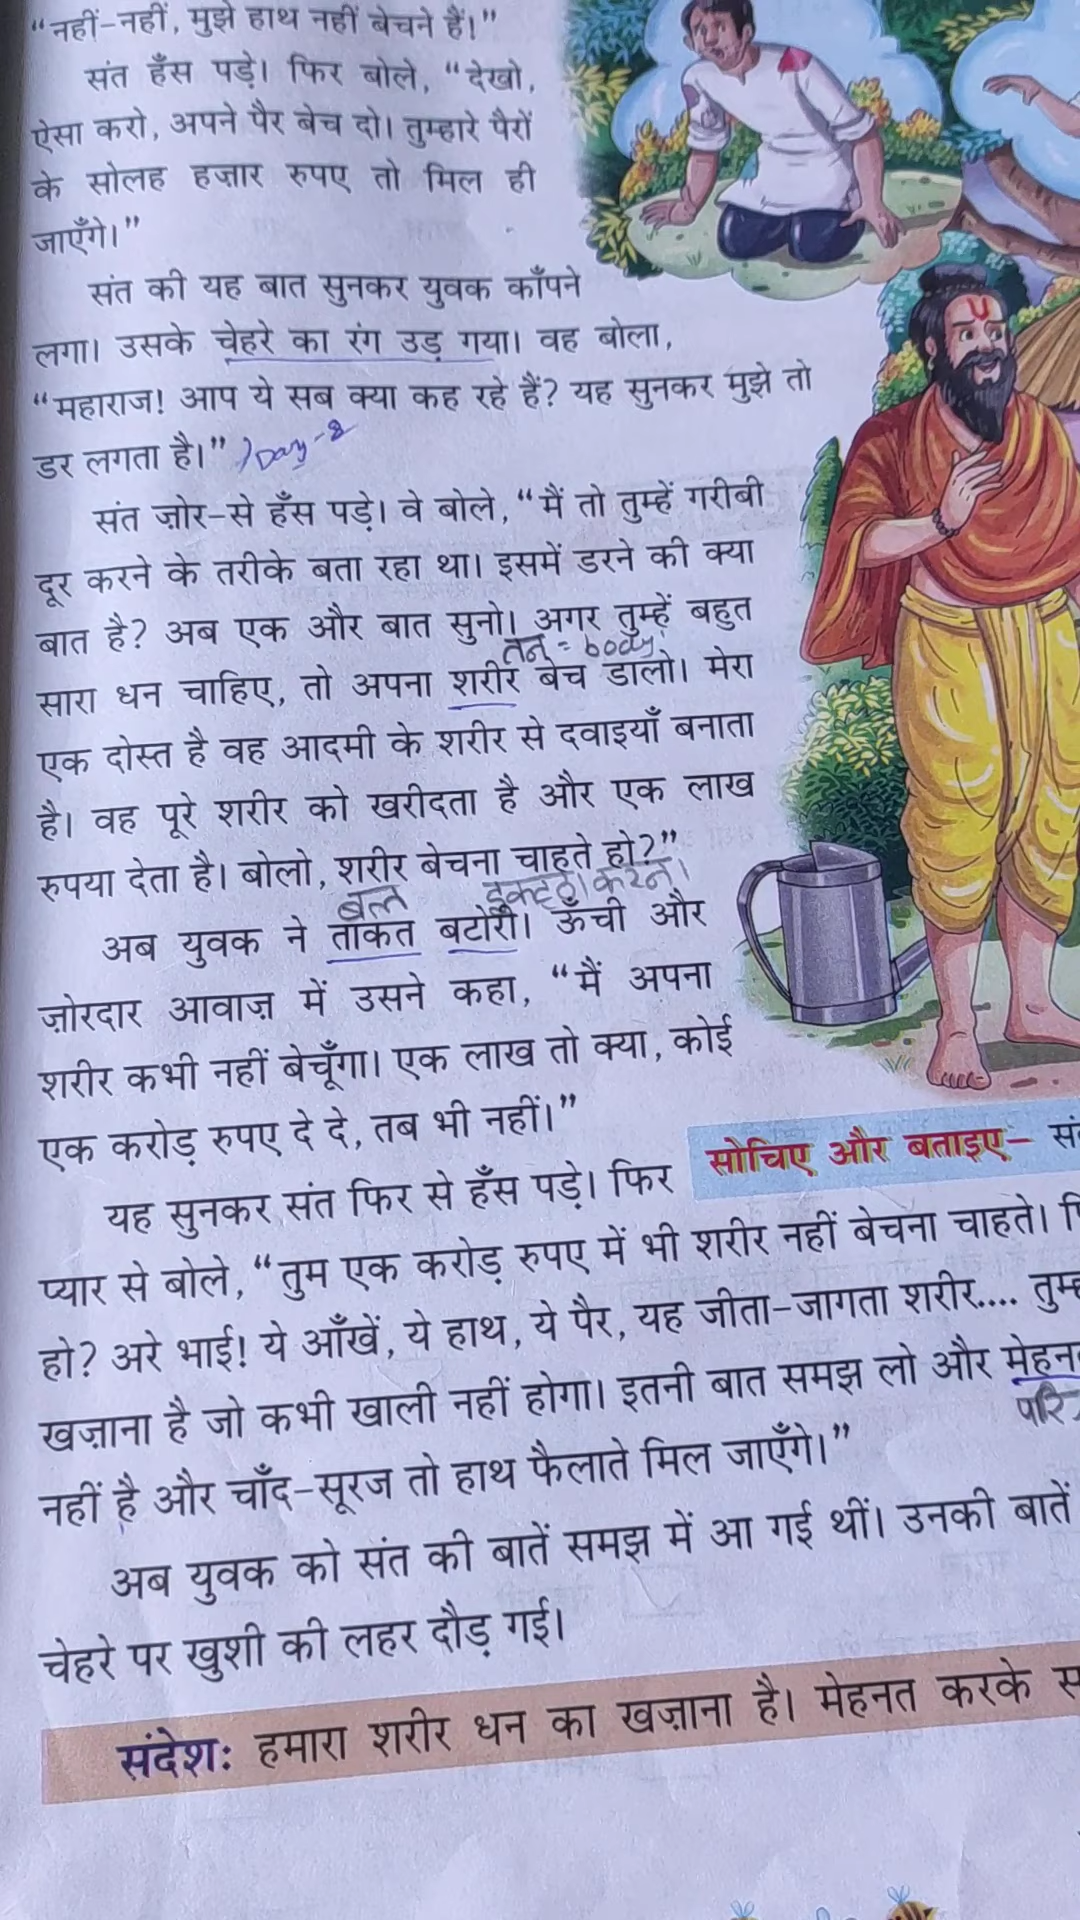 “नहीं-नहीं, मुझे हाथ नहीं बेचने हैं।”
संत हँस पड़े। फिर बोले, “देखो,
ऐसा करो, अपने पैर बेच दो। तुम्हारे पैरों
के सोलह हज़ार रुपए तो मिल ही
जाएँगे।”
संत की यह बात सुनकर युवक काँपने
लगा। उसके चेहरे का रंग उड़ गया। वह बोला,
“महाराज! आप ये सब क्या कह रहे हैं? यह सुनकर मुझे तो
डर लगता है।” Day-2
संत ज़ोर-से हँस पड़े। वे बोले, “मैं तो तुम्हें गरीबी
दूर करने के तरीके बता रहा था। इसमें डरने की क्या
बात है? अब एक और बात सुनो। अगर तुम्हें बहुत
तन = body
सारा धन चाहिए, तो अपना शरीर बेच डालो। मेरा
एक दोस्त है वह आदमी के शरीर से दवाइयाँ बनाता
है। वह पूरे शरीर को खरीदता है और एक लाख
रुपया देता है। बोलो, शरीर बेचना चाहते हो?”
बल इकट्ठा करना
अब युवक ने ताकत बटोरी। ऊँची और
ज़ोरदार आवाज़ में उसने कहा, “मैं अपना
शरीर कभी नहीं बेचूँगा। एक लाख तो क्या, कोई
एक करोड़ रुपए दे दे, तब भी नहीं।”
सोचिए और बताइए–
यह सुनकर संत फिर से हँस पड़े। फिर
प्यार से बोले, “तुम एक करोड़ रुपए में भी शरीर नहीं बेचना चाहते।
हो? अरे भाई! ये आँखें, ये हाथ, ये पैर, यह जीता-जागता शरीर....
खज़ाना है जो कभी खाली नहीं होगा। इतनी बात समझ लो और
नहीं है और चाँद-सूरज तो हाथ फैलाते मिल जाएँगे।”
अब युवक को संत की बातें समझ में आ गई थीं। उनकी बातें
चेहरे पर खुशी की लहर दौड़ गई।
संदेश: हमारा शरीर धन का खज़ाना है। मेहनत करके